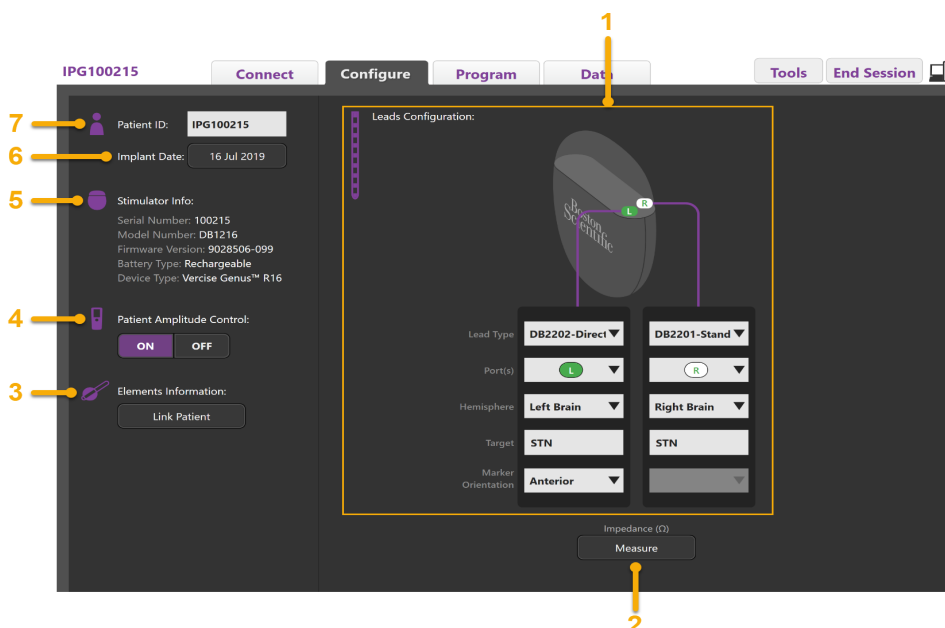 1
IPG100215
Connect
Configure
Program
Data
Tools
End Session
7
Patient ID:
IPG100215
6
Implant Date:
16 Jul 2019
5
Stimulator Info:
Serial Number: 100215
Model Number: DB1216
Firmware Version: 9028506-099
Battery Type: Rechargeable
Device Type: Vercise Genus™ R16
4
Patient Amplitude Control:
ON
OFF
3
Elements Information:
Link Patient
Leads Configuration:
L
R
Boston
Scientific
Lead Type
DB2202-Direct
DB2201-Stand
Port(s)
L
R
Hemisphere
Left Brain
Right Brain
Target
STN
STN
Marker
Orientation
Anterior
Impedance (Ω)
Measure
2